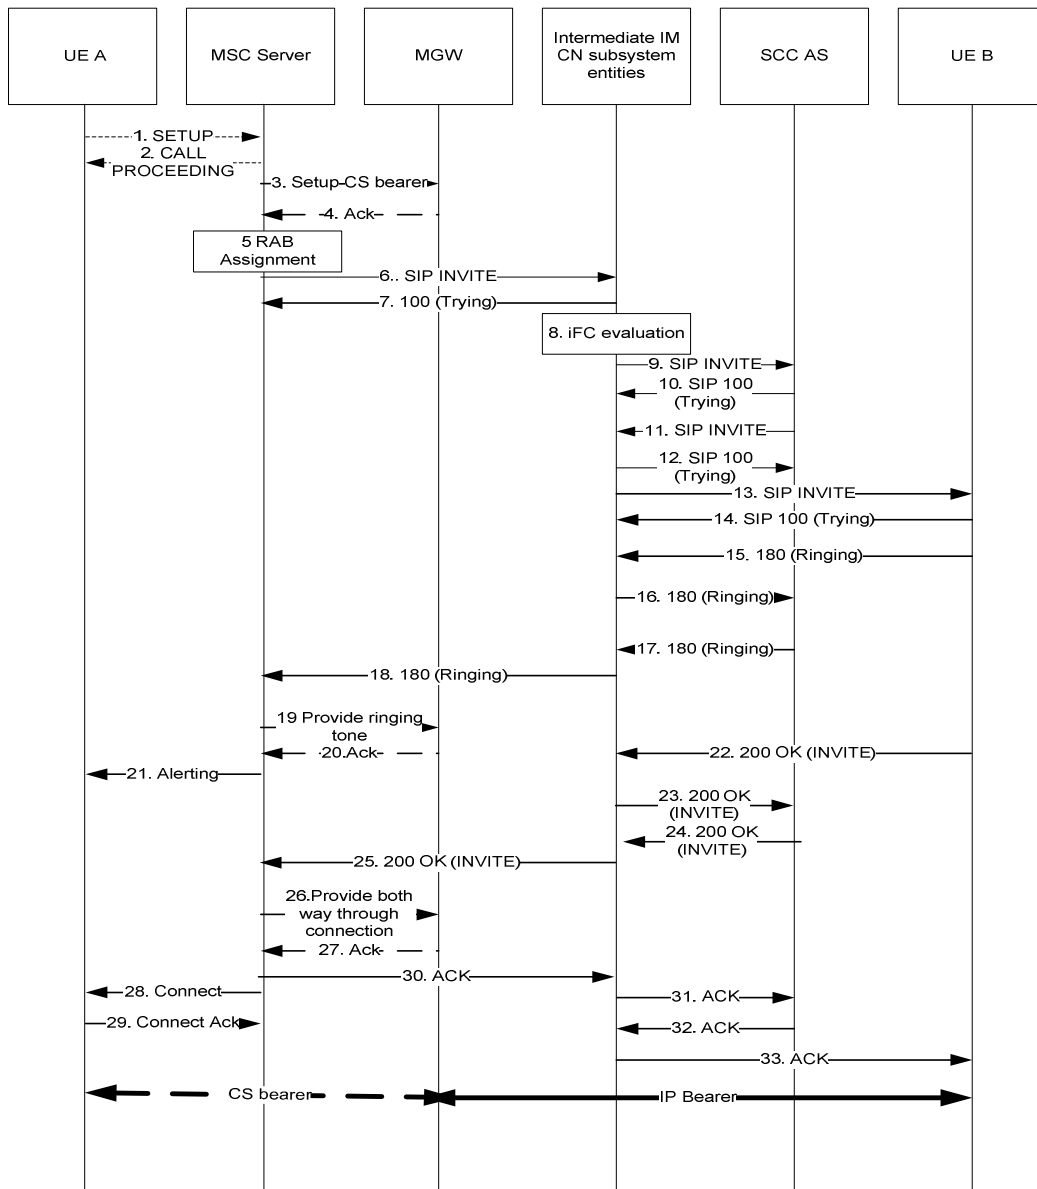 UE A
MSC Server
MGW
Intermediate IM
CN subsystem
entities
SCC AS
UE B
1. SETUP
2. CALL
PROCEEDING
3. Setup CS bearer
4. Ack
5 RAB
Assignment
6.. SIP INVITE
7. 100 (Trying)
8. iFC evaluation
9. SIP INVITE
10. SIP 100
(Trying)
11. SIP INVITE
12. SIP 100
(Trying)
13. SIP INVITE
14. SIP 100 (Trying)
15. 180 (Ringing)
16. 180 (Ringing)
17. 180 (Ringing)
18. 180 (Ringing)
19 Provide ringing
tone
20.Ack
22. 200 OK (INVITE)
21. Alerting
23. 200 OK
(INVITE)
24. 200 OK
(INVITE)
25. 200 OK (INVITE)
26.Provide both
way through
connection
27. Ack
30. ACK
28. Connect
31. ACK
29. Connect Ack
32. ACK
33. ACK
CS bearer
IP Bearer